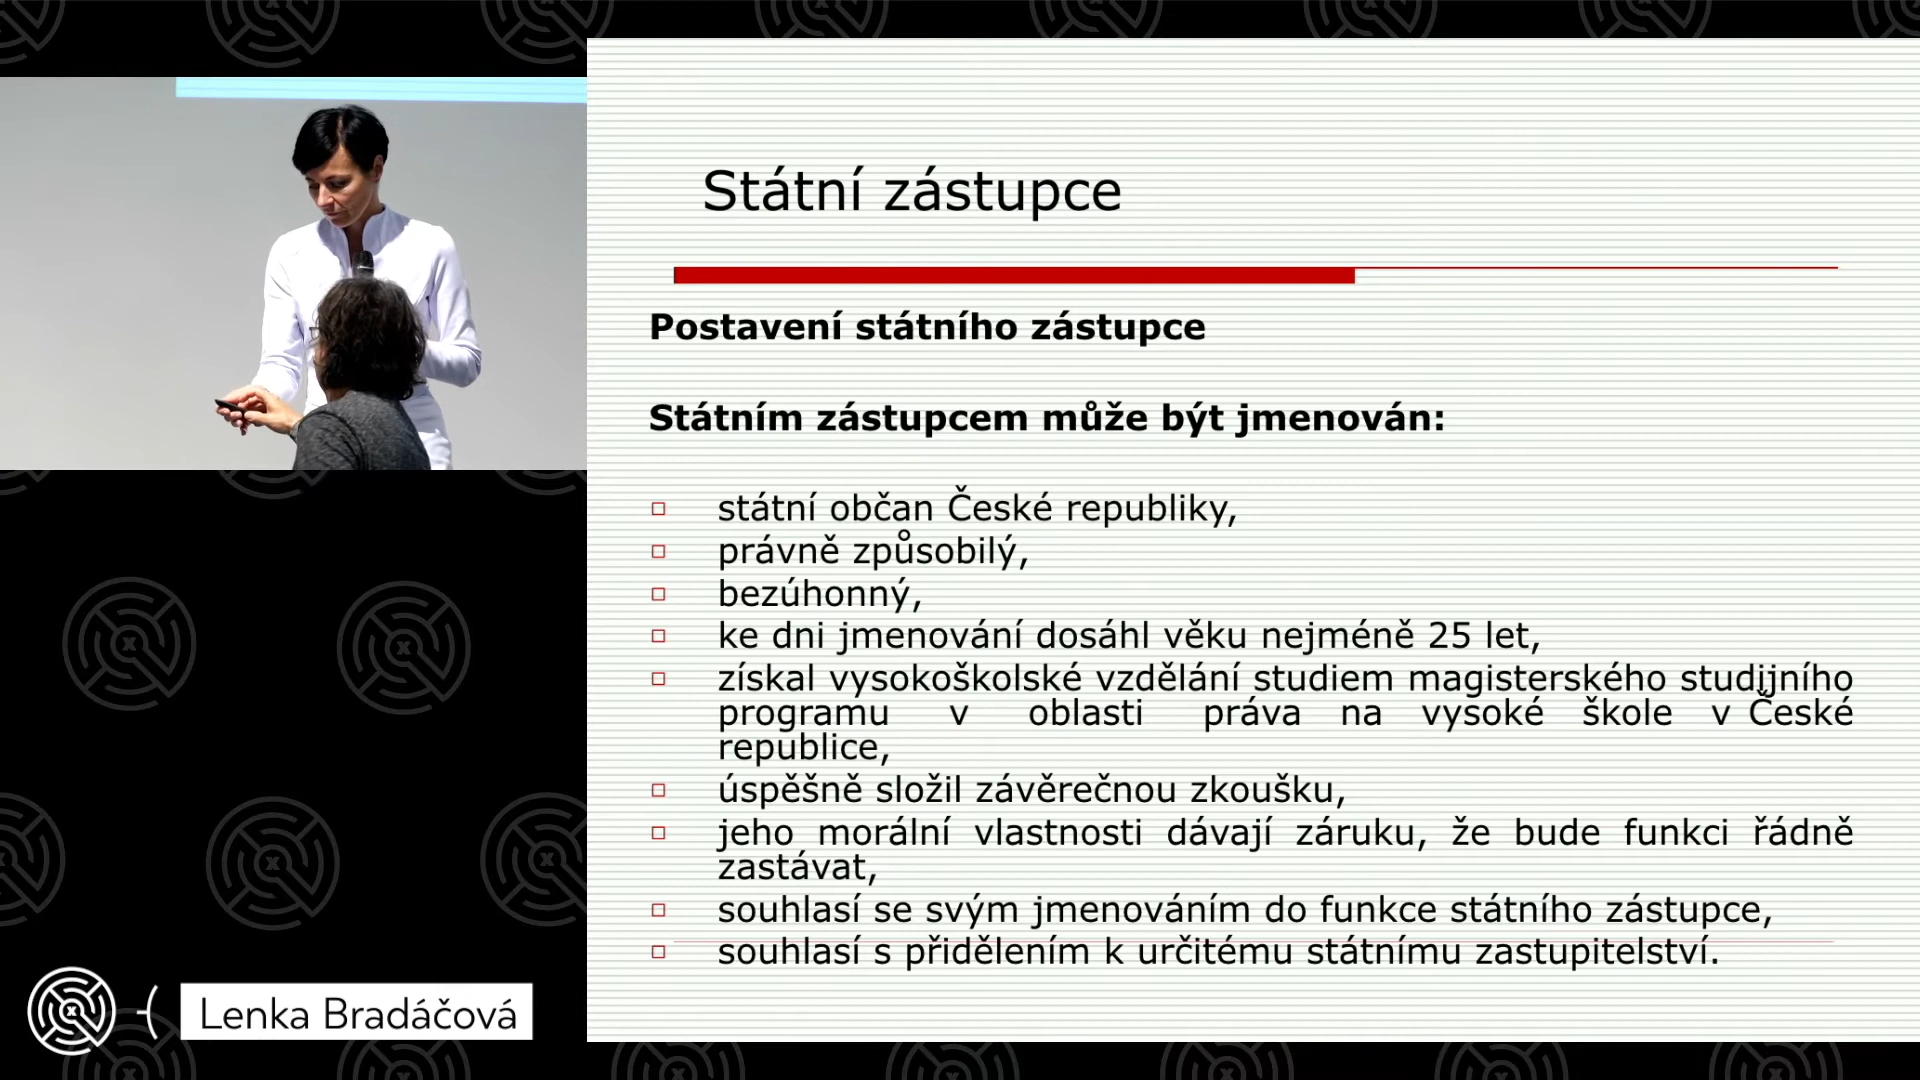 Státní zástupce
Postavení státního zástupce
Státním zástupcem může být jmenován:
státní občan České republiky,
právně způsobilý,
bezúhonný,
ke dni jmenování dosáhl věku nejméně 25 let,
získal vysokoškolské vzdělání studiem magisterského studijního
programu v oblasti práva na vysoké škole v České
republice,
úspěšně složil závěrečnou zkoušku,
jeho morální vlastnosti dávají záruku, že bude funkci řádně
zastávat,
souhlasí se svým jmenováním do funkce státního zástupce,
souhlasí s přidělením k určitému státnímu zastupitelství.
Lenka Bradáčová